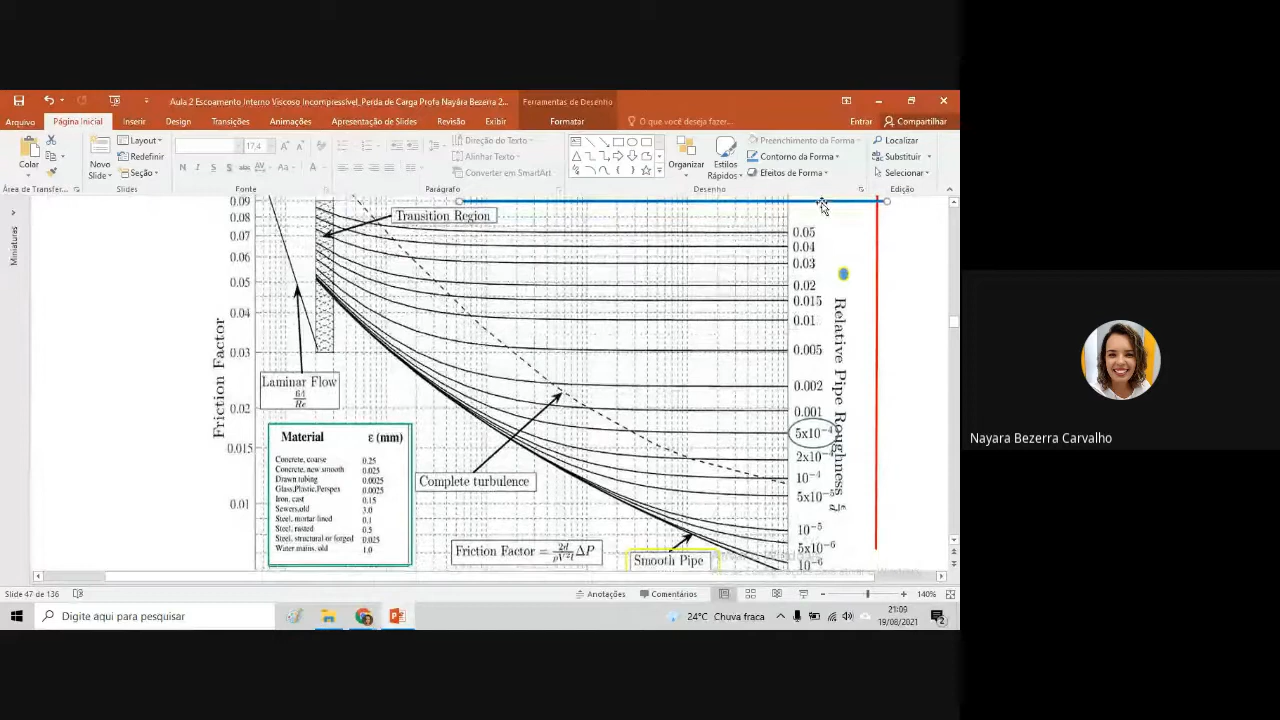 Aula 2 Escoamento Interno Viscoso Incompressível_Perda de Carga Profa Nayára Bezerra 2...
Ferramentas de Desenho
Arquivo
Página Inicial
Inserir
Design
Transições
Animações
Apresentação de Slides
Revisão
Exibir
Formatar
O que você deseja fazer...
Entrar
Compartilhar
Colar
Novo Slide
Layout
Redefinir
Seção
17,4
N I S S abc AV Aa A
Direção do Texto
Alinhar Texto
Converter em SmartArt
Organizar
Estilos Rápidos
Preenchimento da Forma
Contorno da Forma
Efeitos de Forma
Localizar
Substituir
Selecionar
Área de Transfer...
Slides
Fonte
Parágrafo
Desenho
Edição
Miniaturas
Friction Factor
0.09
0.08
0.07
0.06
0.05
0.04
0.03
0.02
0.015
0.01
Transition Region
Laminar Flow
64
Re
Complete turbulence
Material ε (mm)
Concrete, coarse 0.25
Concrete, new smooth 0.025
Drawn tubing 0.0025
Glass,Plastic,Perspex 0.0025
Iron, cast 0.15
Sewers,old 3.0
Steel, mortar lined 0.1
Steel, rusted 0.5
Steel, structural or forged 0.025
Water mains, old 1.0
Friction Factor = 2d/ρV²l ΔP
Smooth Pipe
0.05
0.04
0.03
0.02
0.015
0.01
0.005
0.002
0.001
5x10⁻⁴
2x10⁻⁴
10⁻⁴
5x10⁻⁵
10⁻⁵
5x10⁻⁶
10⁻⁶
Relative Pipe Roughness ε/d
Slide 47 de 136
Anotações
Comentários
140%
Digite aqui para pesquisar
24°C Chuva fraca
21:09
19/08/2021
2
Nayara Bezerra Carvalho